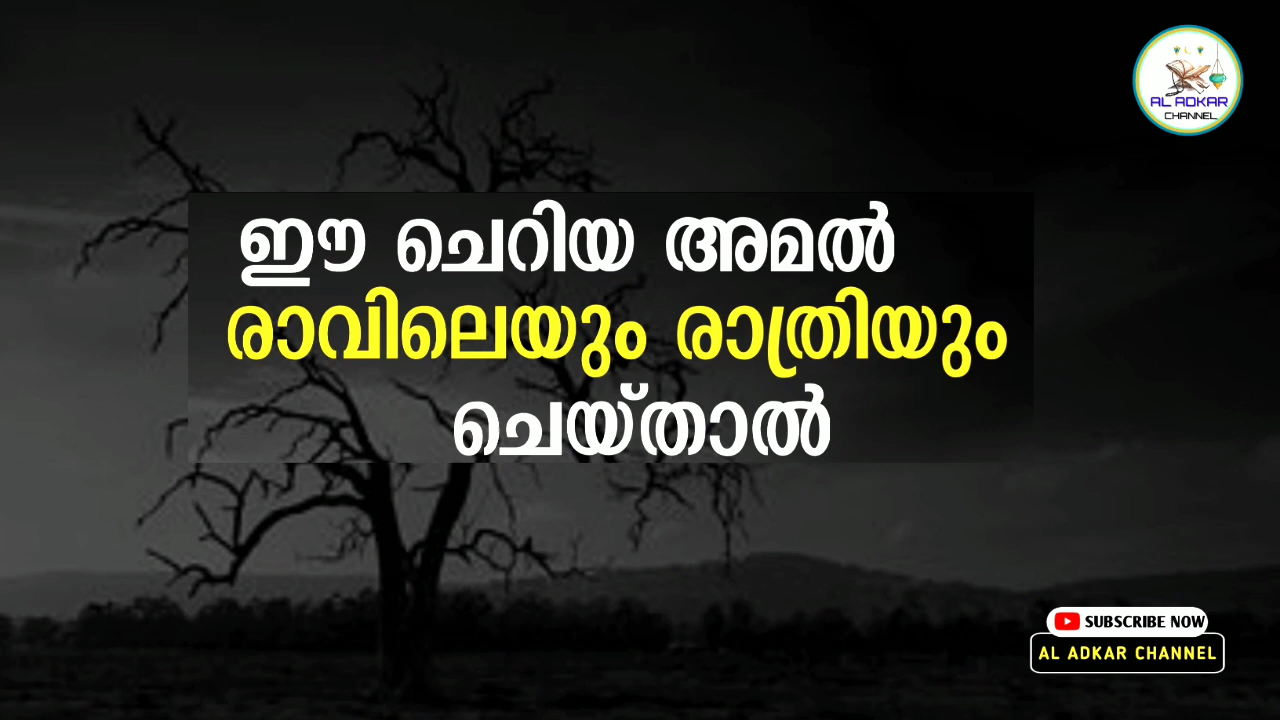 AL ADKAR
CHANNEL
ഈ ചെറിയ അമൽ
രാവിലെയും രാത്രിയും
ചെയ്താൽ
SUBSCRIBE NOW
AL ADKAR CHANNEL